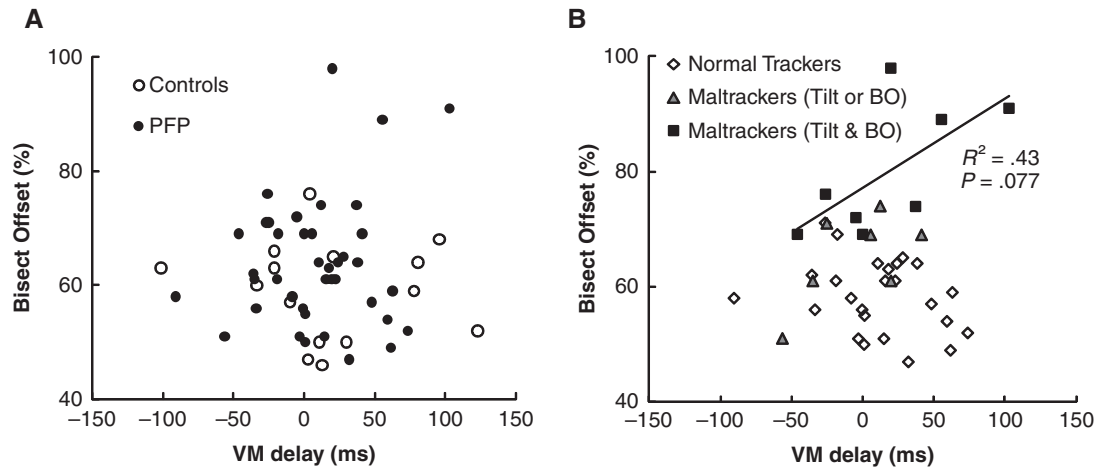 A
100
80
60
40
Bisect Offset (%)
Controls
PFP
−150
−100
−50
0
50
100
150
VM delay (ms)
B
100
80
60
40
Bisect Offset (%)
Normal Trackers
Maltrackers (Tilt or BO)
Maltrackers (Tilt & BO)
R² = .43
P = .077
−150
−100
−50
0
50
100
150
VM delay (ms)